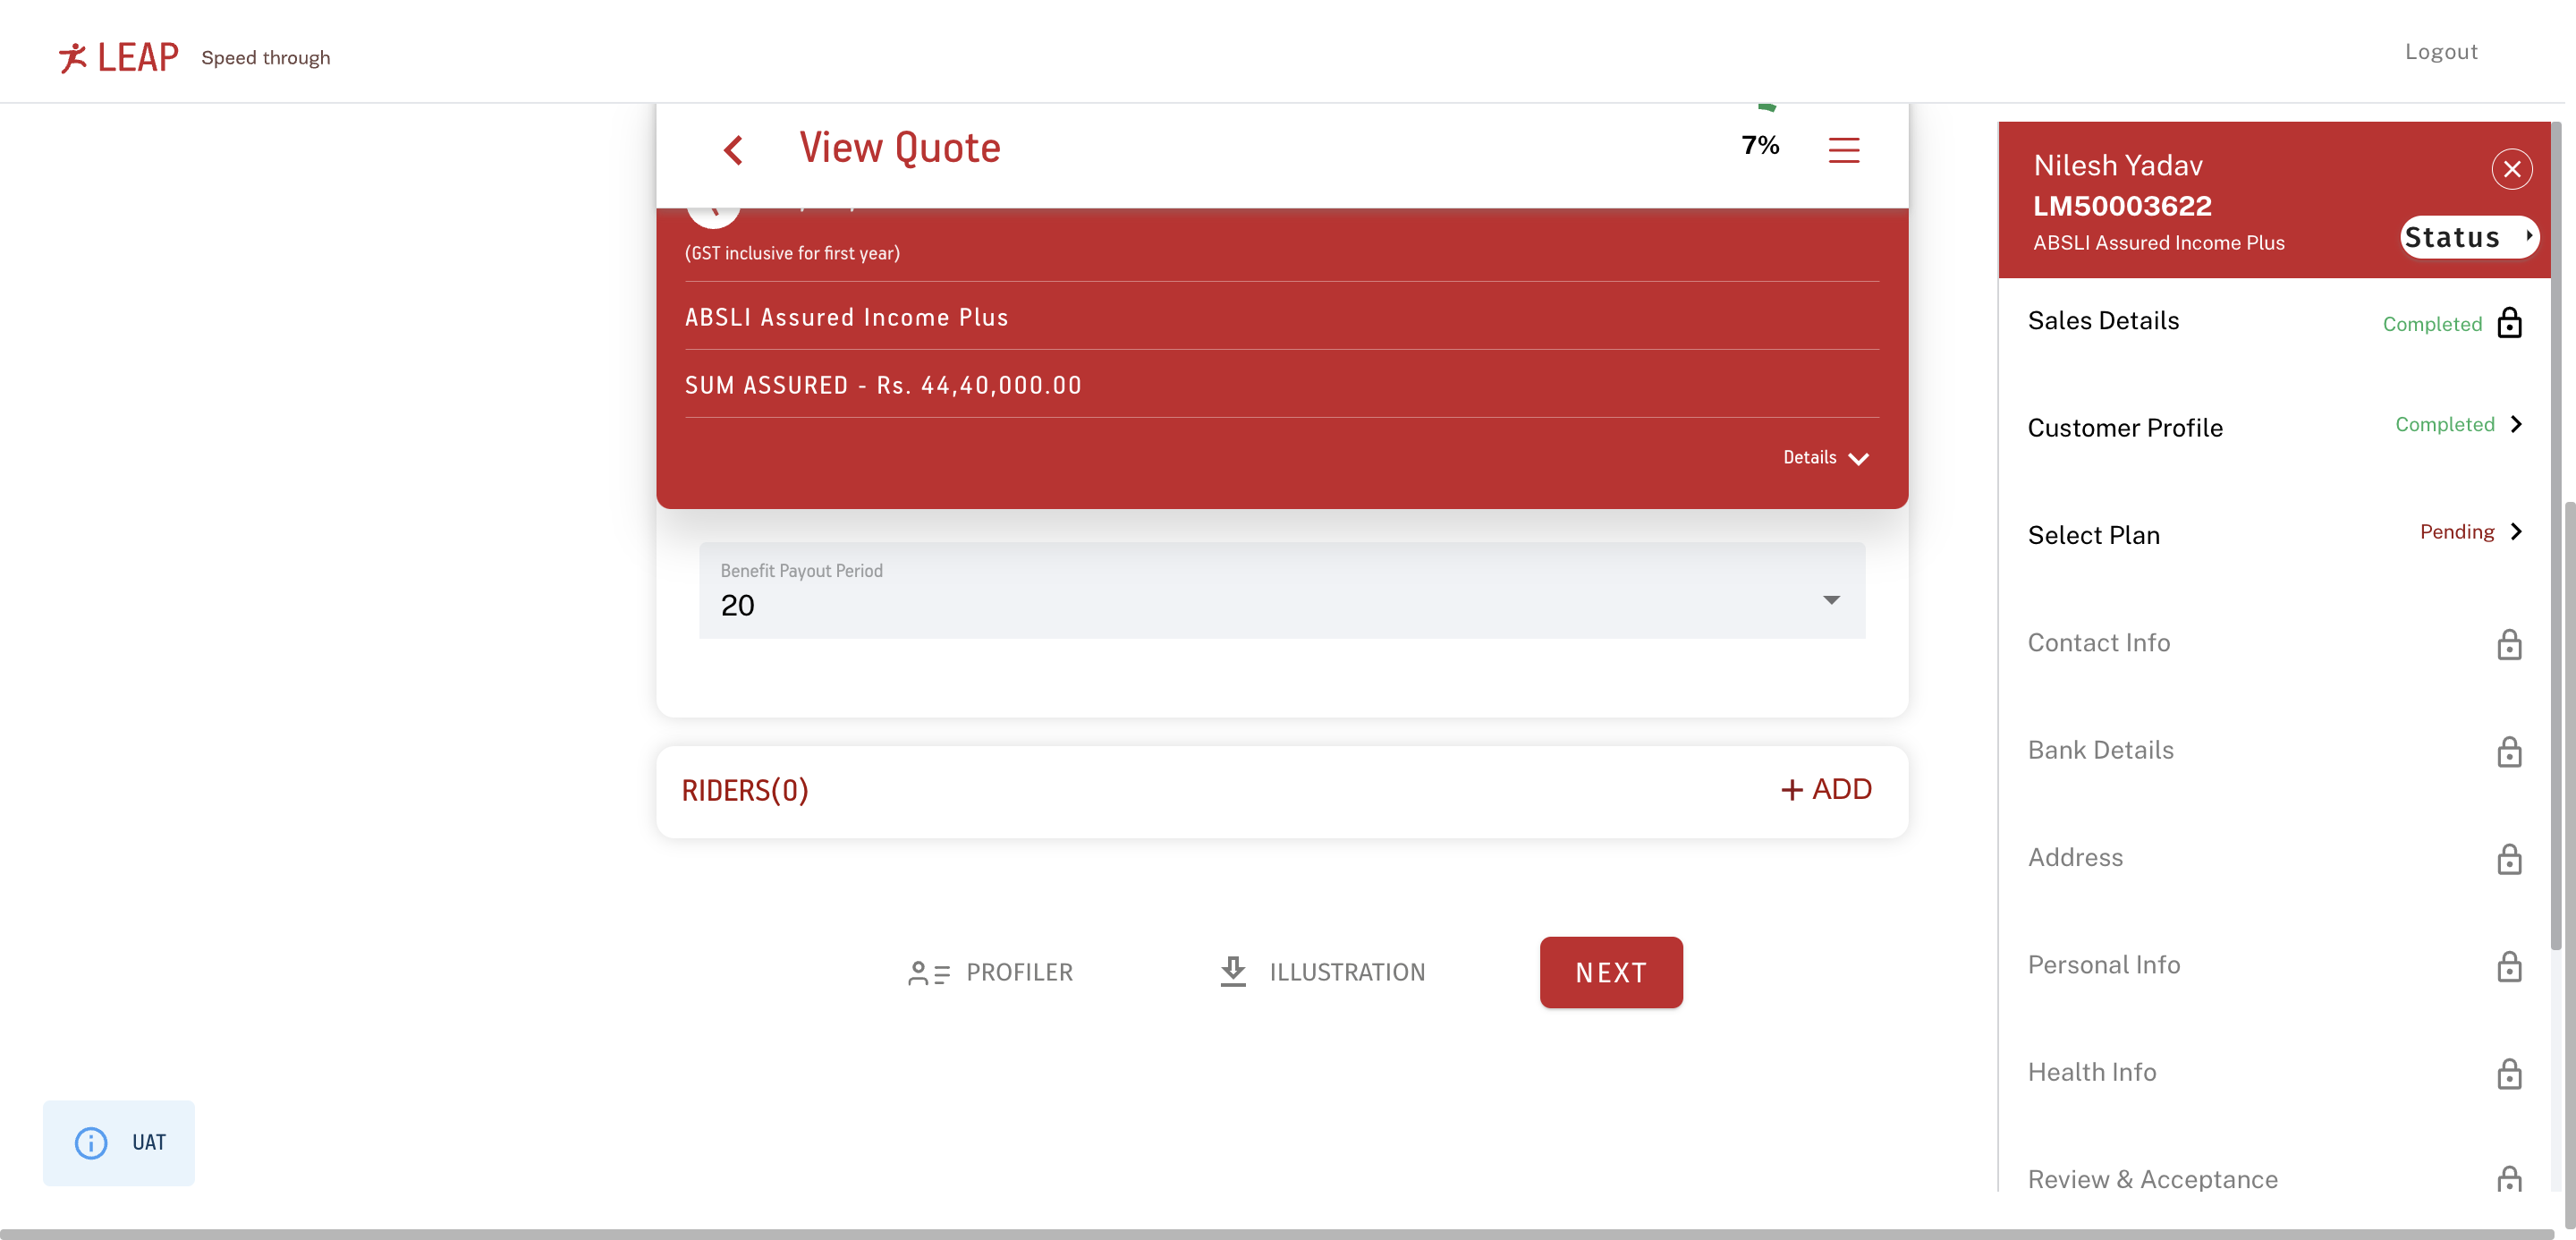 LEAP Speed through
Logout
View Quote
7%
(GST inclusive for first year)
ABSLI Assured Income Plus
SUM ASSURED - Rs. 44,40,000.00
Details
Benefit Payout Period
20
RIDERS(0)
+ ADD
PROFILER
ILLUSTRATION
NEXT
UAT
Nilesh Yadav
LM50003622
ABSLI Assured Income Plus
Status
Sales Details Completed
Customer Profile Completed
Select Plan Pending
Contact Info
Bank Details
Address
Personal Info
Health Info
Review & Acceptance